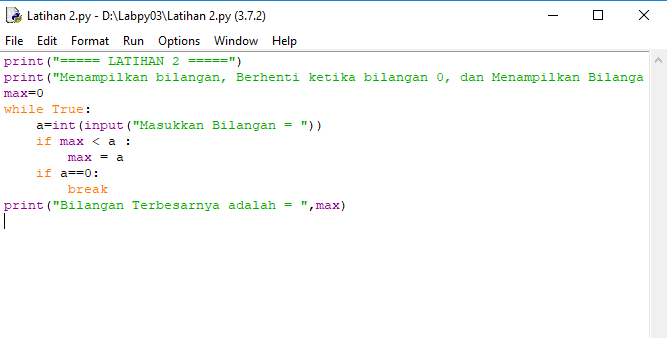 Latihan 2.py - D:\Labpy03\Latihan 2.py (3.7.2)
File Edit Format Run Options Window Help
print("===== LATIHAN 2 =====")
print("Menampilkan bilangan, Berhenti ketika bilangan 0, dan Menampilkan Bilanga
max=0
while True:
    a=int(input("Masukkan Bilangan = "))
    if max < a :
        max = a
    if a==0:
        break
print("Bilangan Terbesarnya adalah = ",max)